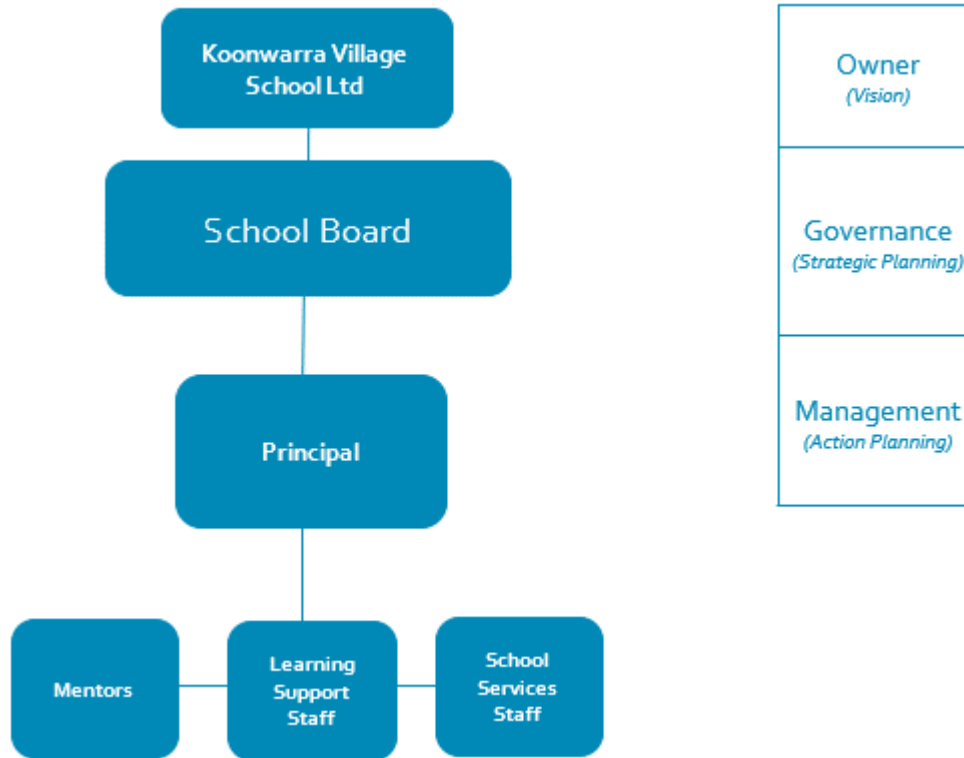 Koonwarra Village
School Ltd
School Board
Principal
Mentors
Learning
Support
Staff
School
Services
Staff
Owner
(Vision)
Governance
(Strategic Planning)
Management
(Action Planning)